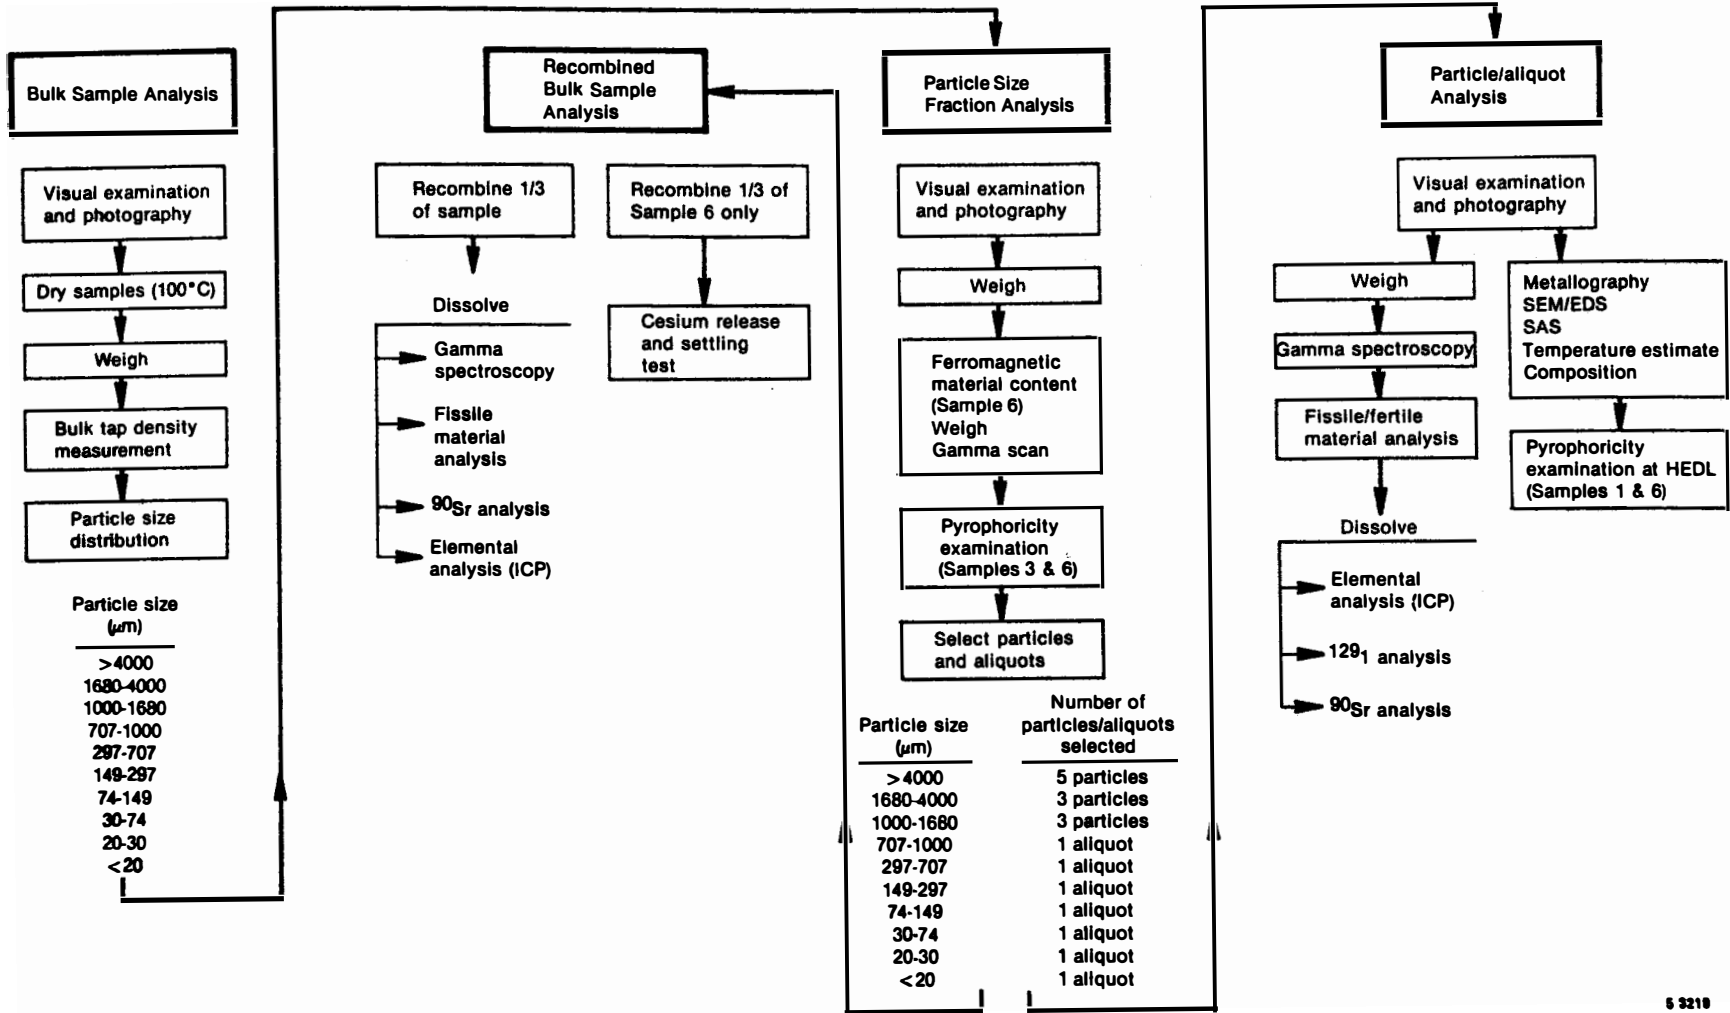 Bulk Sample Analysis
Visual examination
and photography
Dry samples (100°C)
Weigh
Bulk tap density
measurement
Particle size
distribution
Particle size
(μm)
>4000
1680-4000
1000-1680
707-1000
297-707
149-297
74-149
30-74
20-30
<20
Recombined
Bulk Sample
Analysis
Recombine 1/3
of sample
Dissolve
Gamma
spectroscopy
Fissile
material
analysis
90Sr analysis
Elemental
analysis (ICP)
Recombine 1/3 of
Sample 6 only
Cesium release
and settling
test
Particle Size
Fraction Analysis
Visual examination
and photography
Weigh
Ferromagnetic
material content
(Sample 6)
Weigh
Gamma scan
Pyrophoricity
examination
(Samples 3 & 6)
Select particles
and aliquots
Particle size
(μm)
Number of
particles/aliquots
selected
>4000 5 particles
1680-4000 3 particles
1000-1680 3 particles
707-1000 1 aliquot
297-707 1 aliquot
149-297 1 aliquot
74-149 1 aliquot
30-74 1 aliquot
20-30 1 aliquot
<20 1 aliquot
Particle/aliquot
Analysis
Visual examination
and photography
Weigh
Gamma spectroscopy
Fissile/fertile
material analysis
Dissolve
Elemental
analysis (ICP)
129I analysis
90Sr analysis
Metallography
SEM/EDS
SAS
Temperature estimate
Composition
Pyrophoricity
examination at HEDL
(Samples 1 & 6)
5 3219